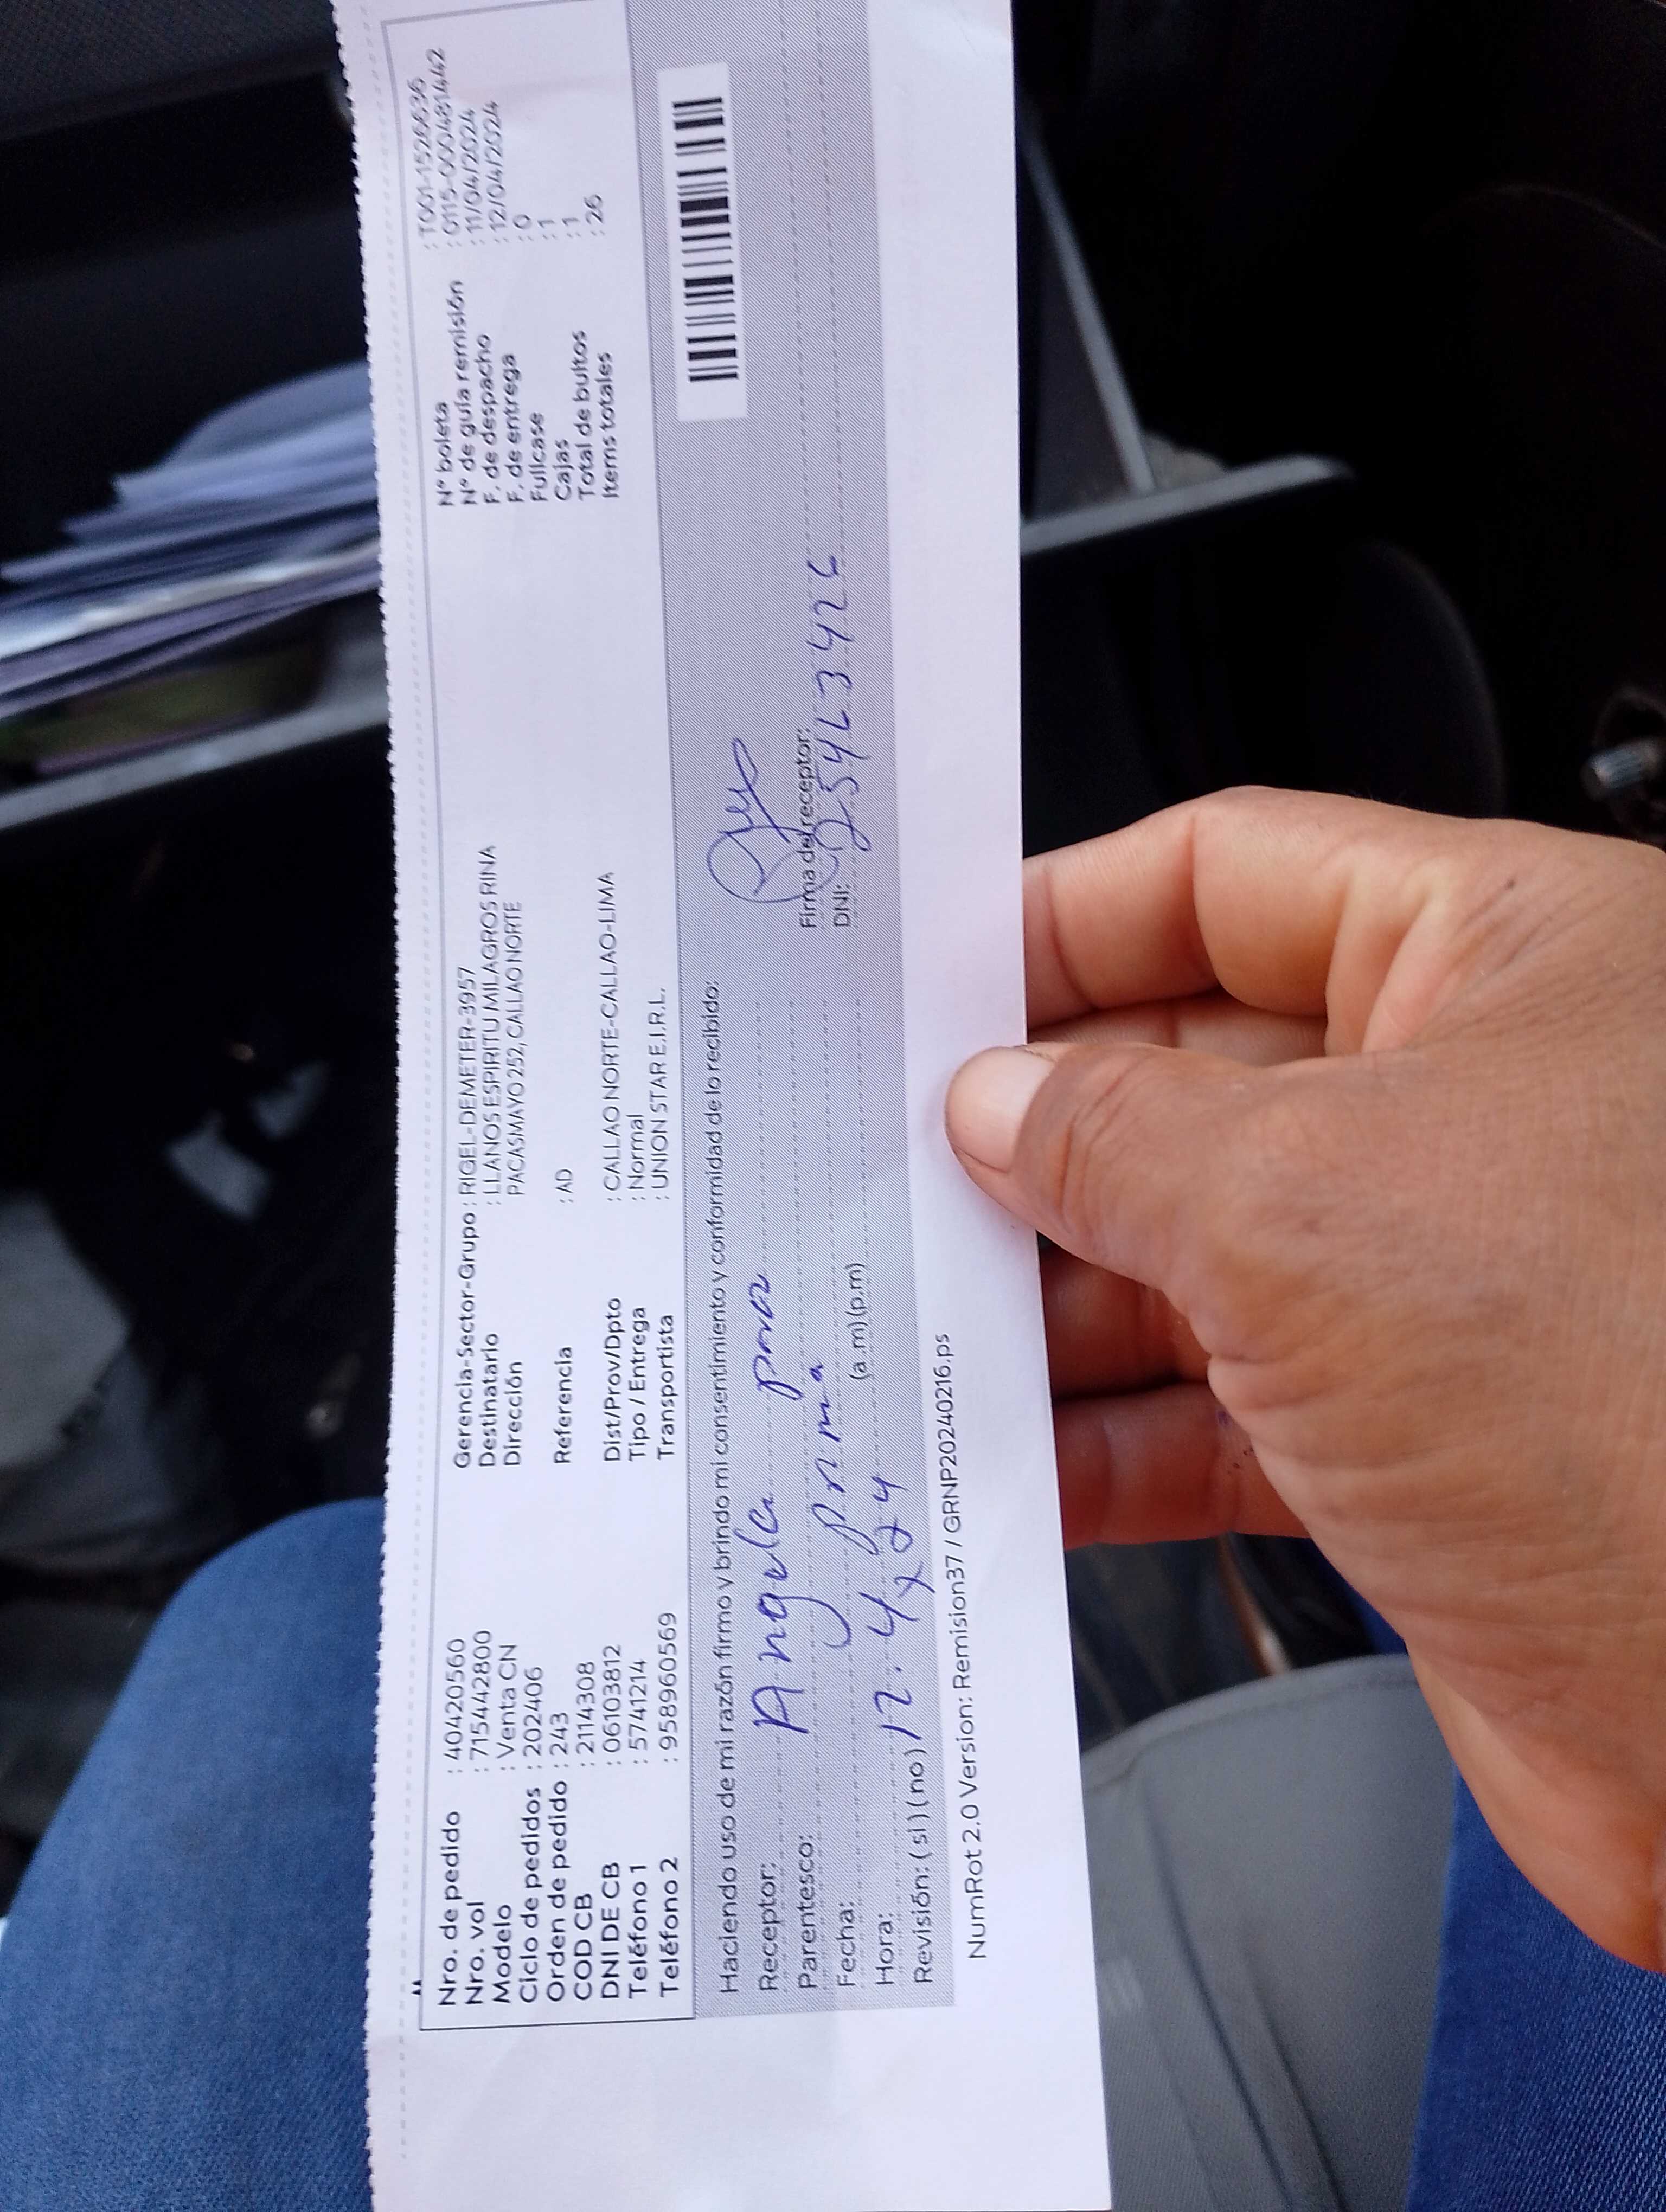 Nro. de pedido : 40420560
Nro. vol : 715442800
Modelo : Venta CN
Ciclo de pedidos : 202406
Orden de pedido : 243
COD CB : 2114308
DNI DE CB : 06103812
Teléfono 1 : 5741214
Teléfono 2 : 958960569
Gerencia-Sector-Grupo : RIGEL-DEMETER-3957
Destinatario : LLANOS ESPIRITU MILAGROS RINA
Dirección PACASMAYO 252, CALLAO NORTE
Referencia : AD
Dist/Prov/Dpto : CALLAO NORTE-CALLAO-LIMA
Tipo / Entrega : Normal
Transportista : UNION STAR E.I.R.L.
N° boleta : T001-1526636
N° de guía remisión : 0115-000481442
F. de despacho : 11/04/2024
F. de entrega : 12/04/2024
Fullcase : 0
Cajas : 1
Total de bultos : 1
Items totales : 26
Haciendo uso de mi razón firmo y brindo mi consentimiento y conformidad de lo recibido:
Receptor: Angela
Parentesco: prima
Fecha: 12. 4 x 24
Hora: (a.m) (p.m)
Revisión: ( si ) ( no )
Firma del receptor:
DNI:
NumRot 2.0 Version: Remision37 / GRNP20240216.ps